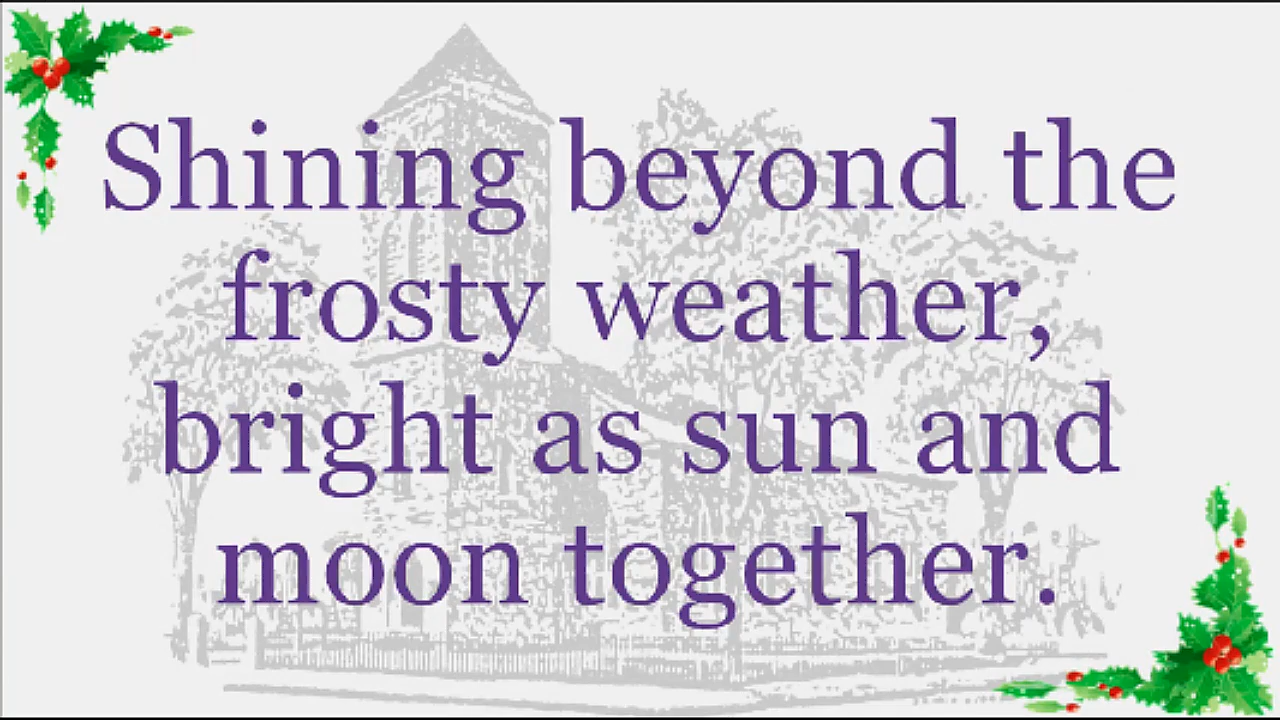 Shining beyond the
frosty weather,
bright as sun and
moon together.